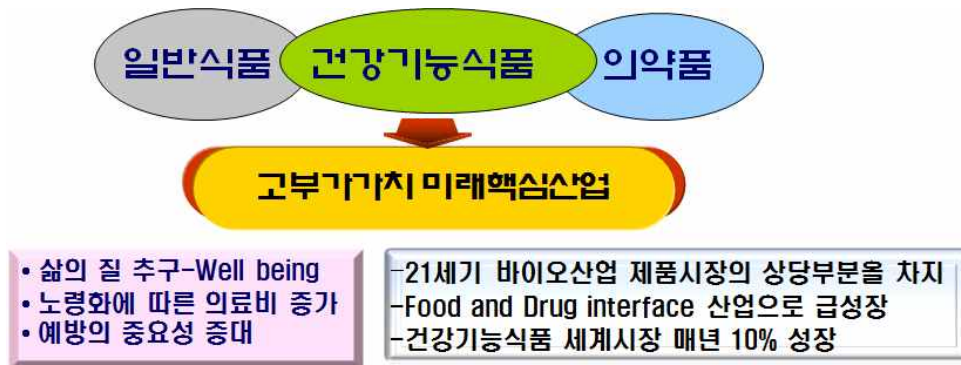 일반식품 건강기능식품 의약품
고부가가치 미래핵심산업
• 삶의 질 추구-Well being
• 노령화에 따른 의료비 증가
• 예방의 중요성 증대
-21세기 바이오산업 제품시장의 상당부분올 차지
-Food and Drug interface 산업으로 급성장
-건강기능식품 세계시장 매년 10% 성장